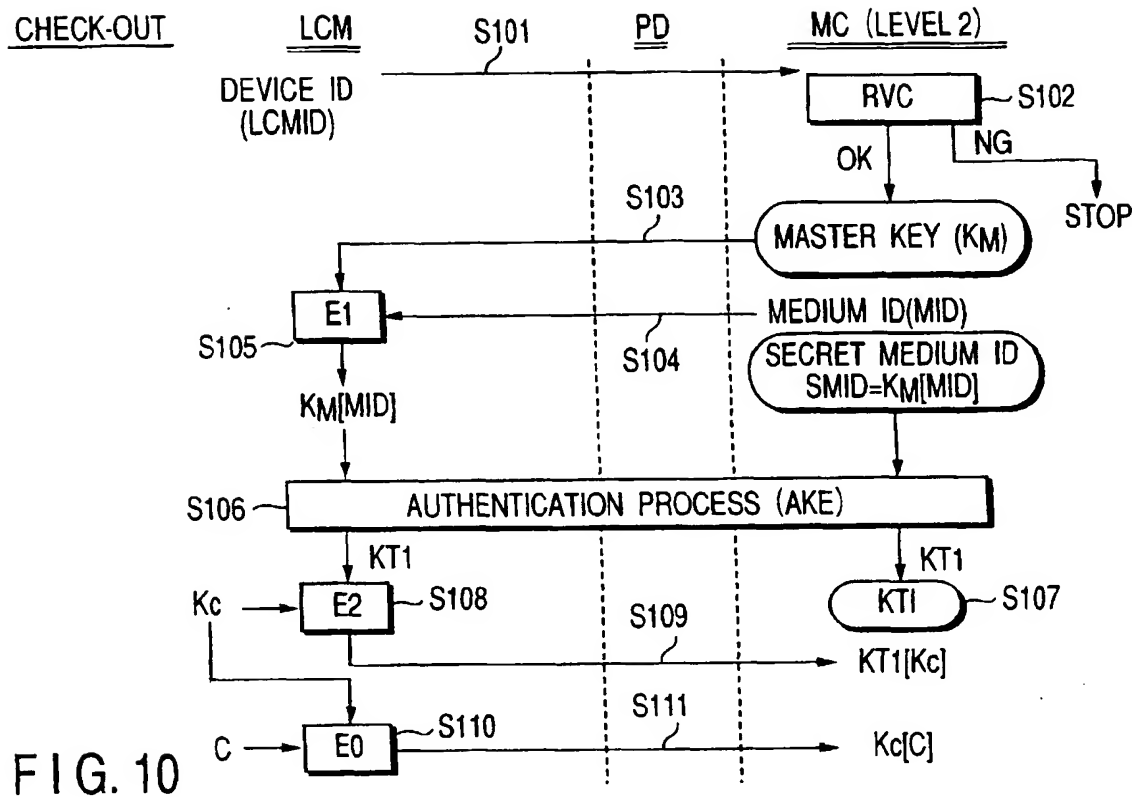 CHECK-OUT
LCM
S101
PD
MC (LEVEL 2)
DEVICE ID
(LCMID)
RVC
S102
OK
NG
STOP
S103
MASTER KEY (KM)
E1
S105
S104
MEDIUM ID(MID)
SECRET MEDIUM ID
SMID=KM[MID]
KM[MID]
S106
AUTHENTICATION PROCESS (AKE)
KT1
KT1
Kc
E2
S108
KTI
S107
S109
KT1[Kc]
C
E0
S110
S111
Kc[C]
FIG. 10